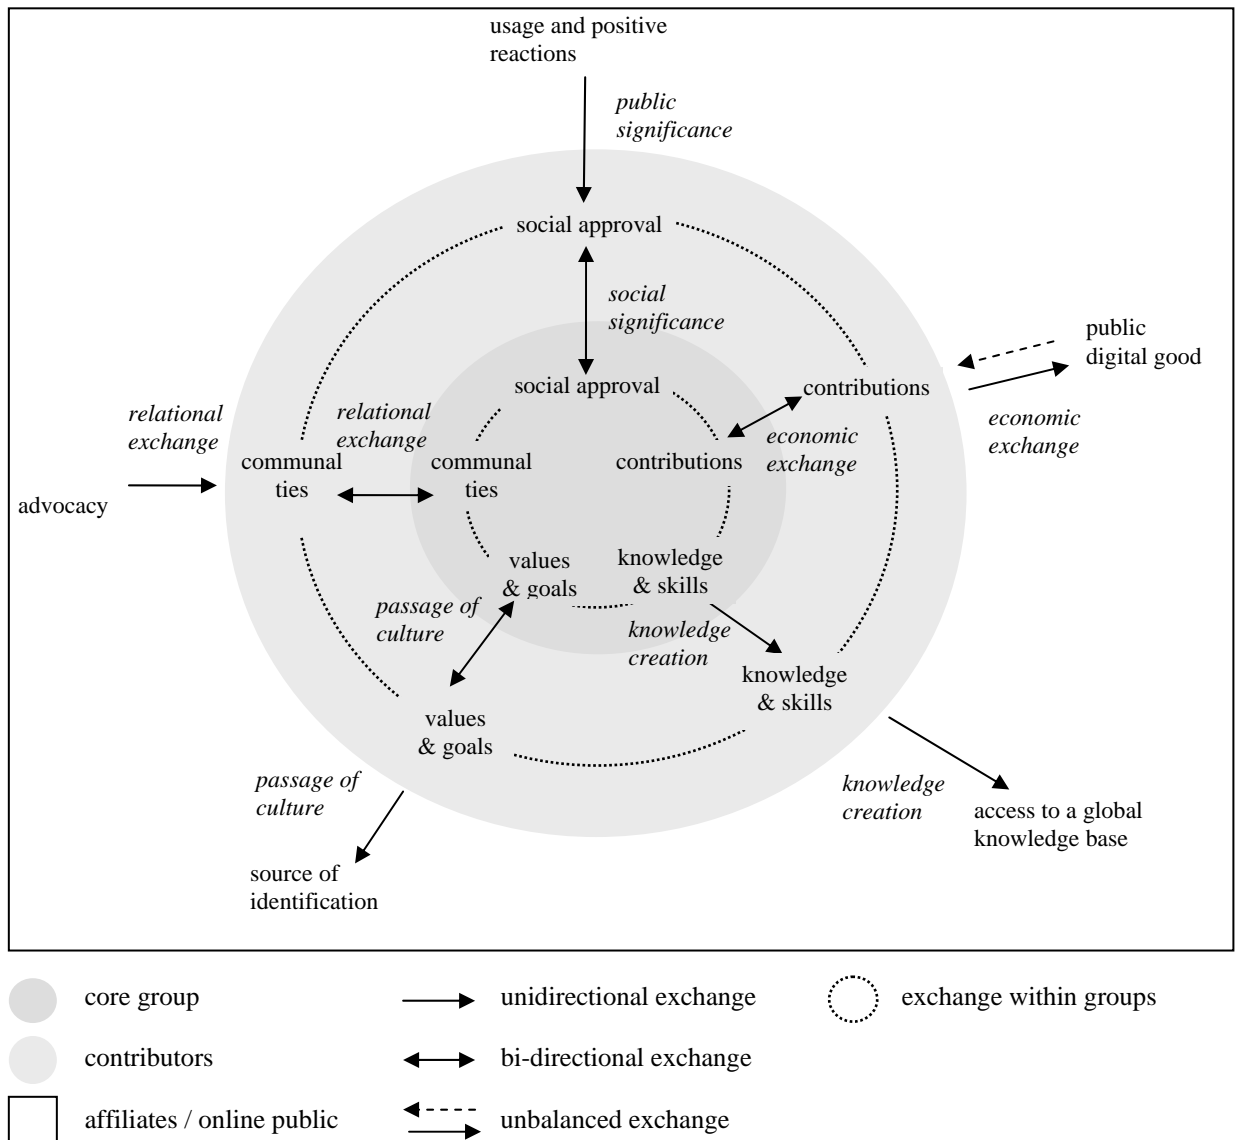 usage and positive
reactions
public
significance
social approval
social
significance
public
digital good
social approval
contributions
relational
exchange
relational
exchange
economic
exchange
economic
exchange
communal
ties
communal
ties
contributions
advocacy
values
& goals
knowledge
& skills
passage of
culture
knowledge
creation
knowledge
& skills
values
& goals
passage of
culture
knowledge
creation
access to a global
knowledge base
source of
identification
core group
unidirectional exchange
exchange within groups
contributors
bi-directional exchange
affiliates / online public
unbalanced exchange